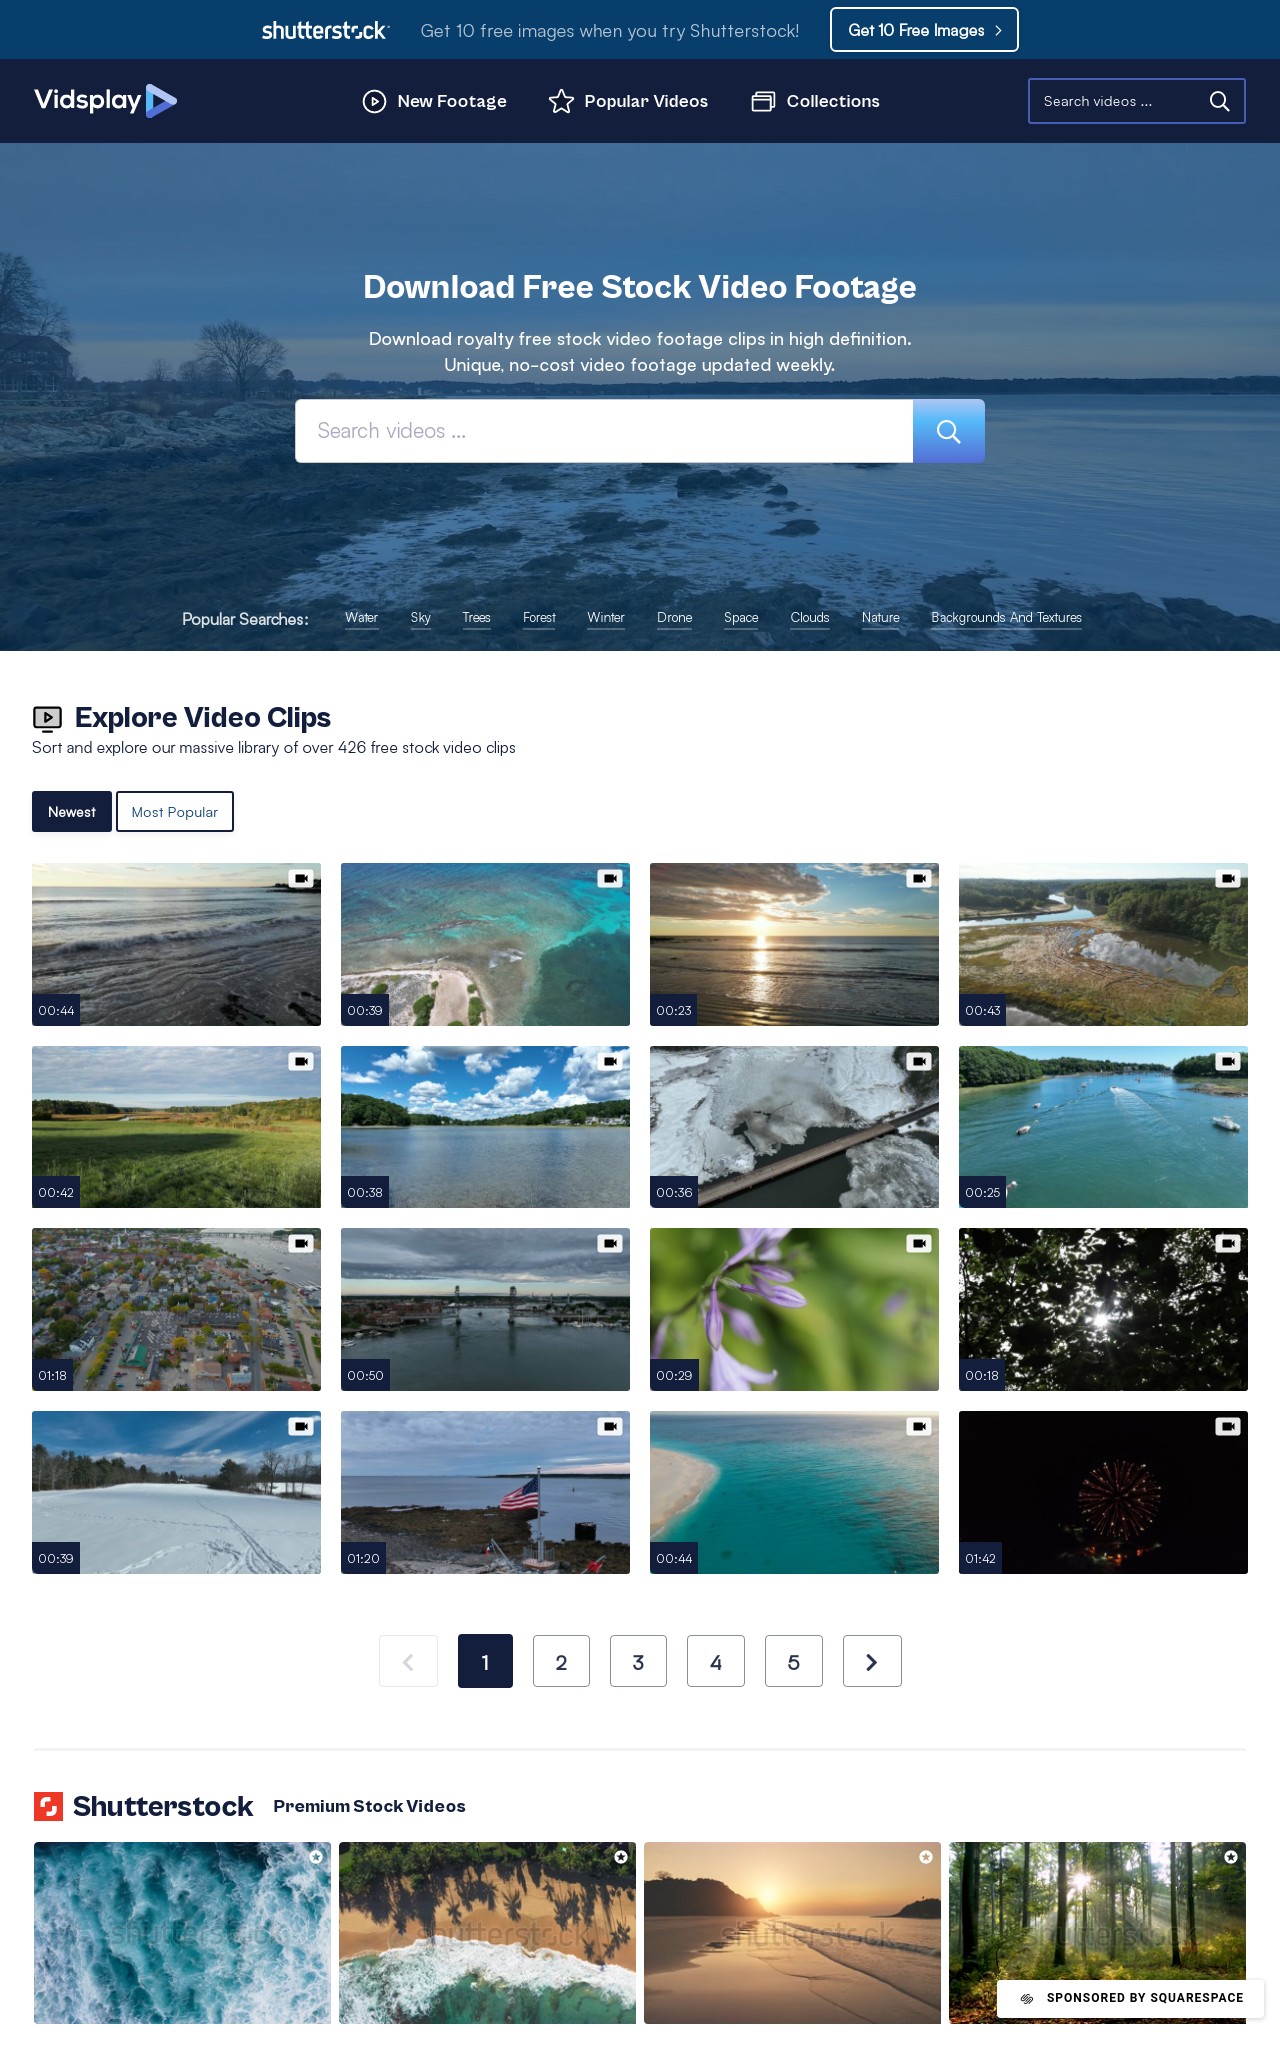 shutterstock
Get 10 free images when you try Shutterstock!
Get 10 Free Images
Vidsplay
New Footage
Popular Videos
Collections
Search videos ...
Download Free Stock Video Footage
Download royalty free stock video footage clips in high definition.
Unique, no-cost video footage updated weekly.
Search videos ...
Popular Searches:
Water
Sky
Trees
Forest
Winter
Drone
Space
Clouds
Nature
Backgrounds And Textures
Explore Video Clips
Sort and explore our massive library of over 426 free stock video clips
Newest
Most Popular
00:44
00:39
00:23
00:43
00:42
00:38
00:36
00:25
01:18
00:50
00:29
00:18
00:39
01:20
00:44
01:42
1
2
3
4
5
Shutterstock
Premium Stock Videos
shutterstock
shutterstock
shutterstock
shutterstock
SPONSORED BY SQUARESPACE